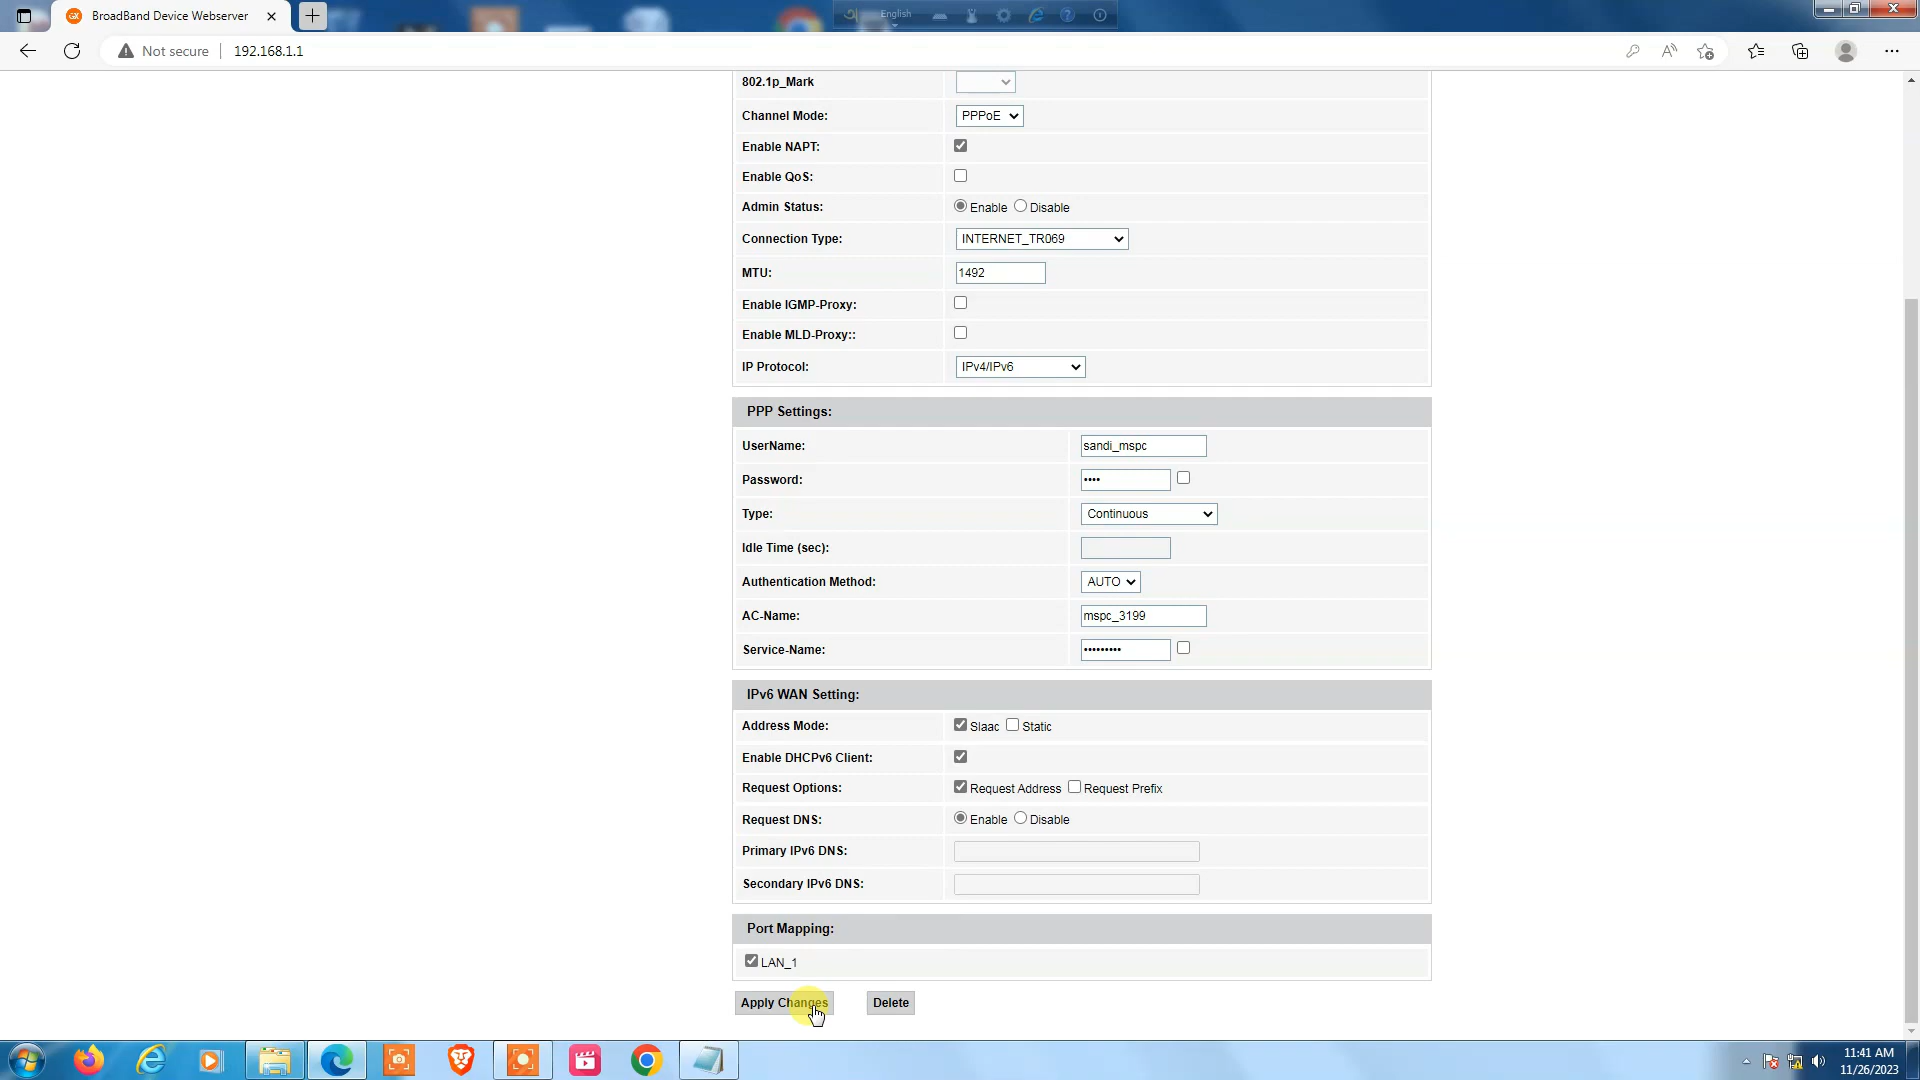 BroadBand Device Webserver
English
Not secure
192.168.1.1
802.1p_Mark
Channel Mode: PPPoE
Enable NAPT:
Enable QoS:
Admin Status: Enable Disable
Connection Type: INTERNET_TR069
MTU: 1492
Enable IGMP-Proxy:
Enable MLD-Proxy::
IP Protocol: IPv4/IPv6
PPP Settings:
UserName: sandi_mspc
Password: ••••
Type: Continuous
Idle Time (sec):
Authentication Method: AUTO
AC-Name: mspc_3199
Service-Name: •••••••••
IPv6 WAN Setting:
Address Mode: Slaac Static
Enable DHCPv6 Client:
Request Options: Request Address Request Prefix
Request DNS: Enable Disable
Primary IPv6 DNS:
Secondary IPv6 DNS:
Port Mapping:
LAN_1
Apply Changes Delete
11:41 AM
11/26/2023